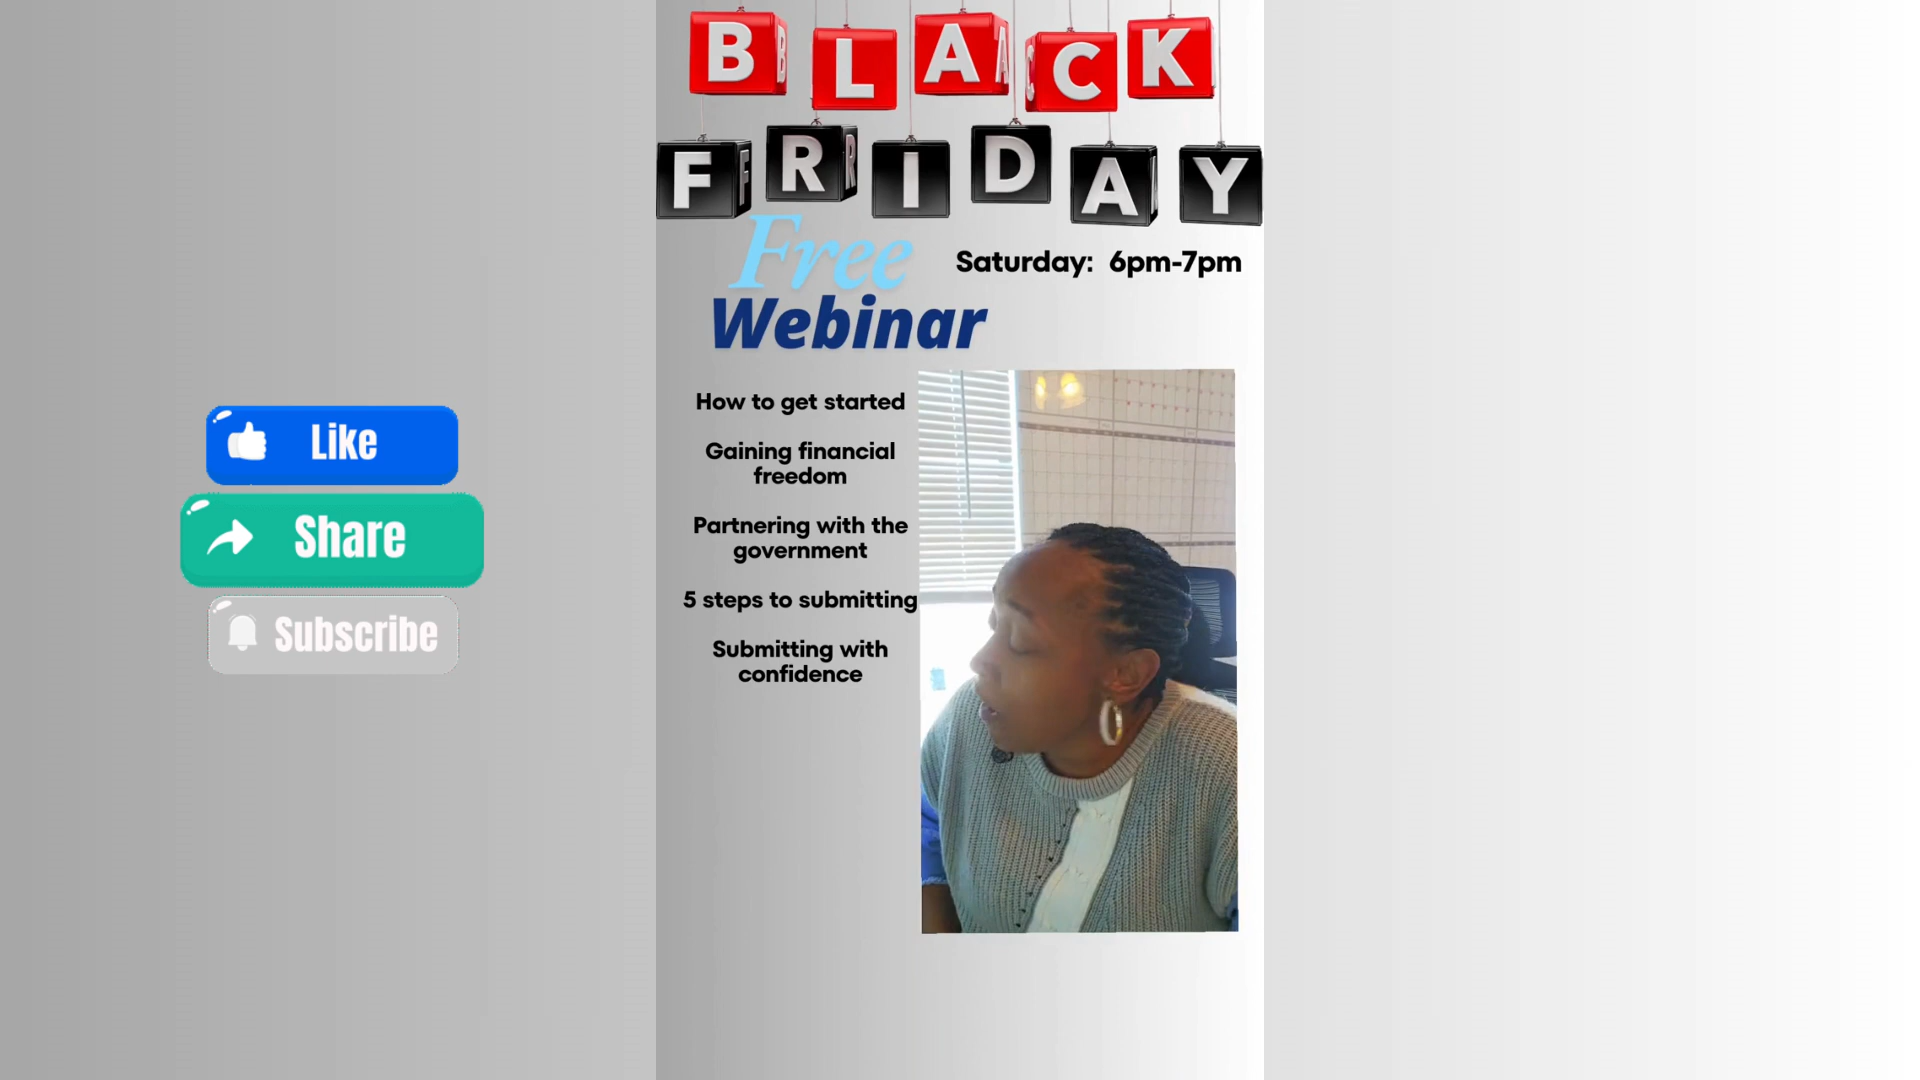 BLACK
FRIDAY
Free
Saturday: 6pm-7pm
Webinar
How to get started
Gaining financial
freedom
Partnering with the
government
5 steps to submitting
Submitting with
confidence
Like
Share
Subscribe